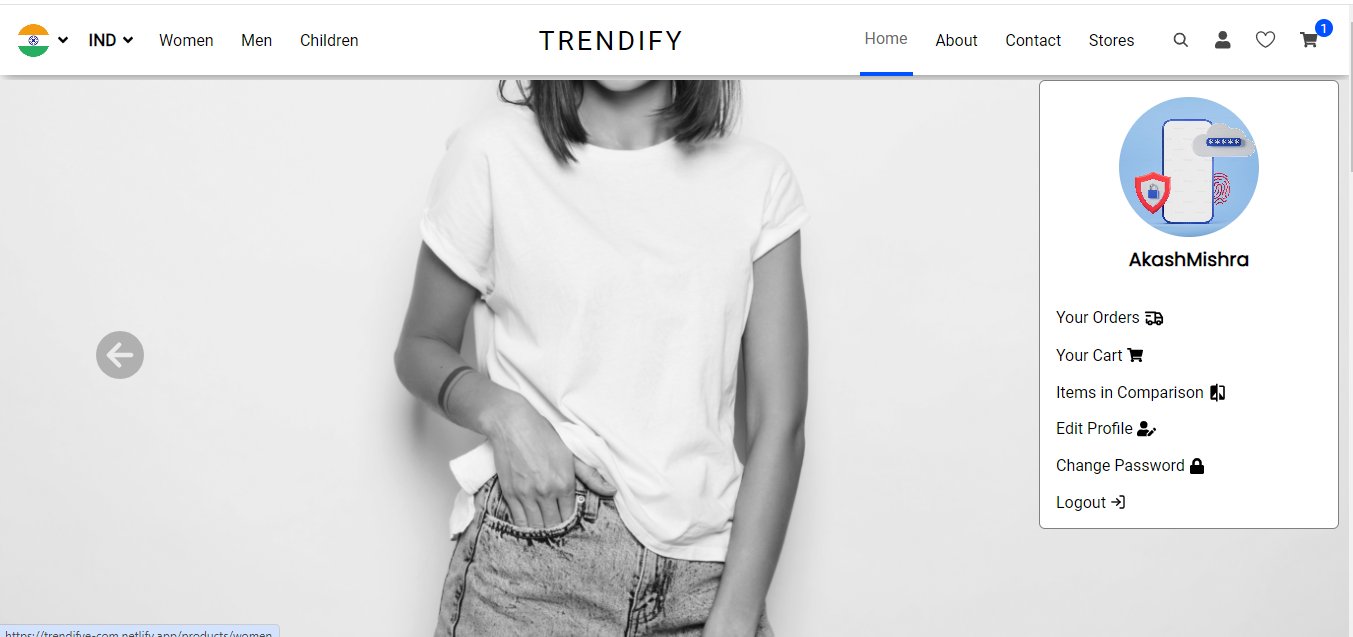 IND Women Men Children TRENDIFY Home About Contact Stores 1
*****
AkashMishra
Your Orders
Your Cart
Items in Comparison
Edit Profile
Change Password
Logout
https://trendifye-com.netlify.app/products/women